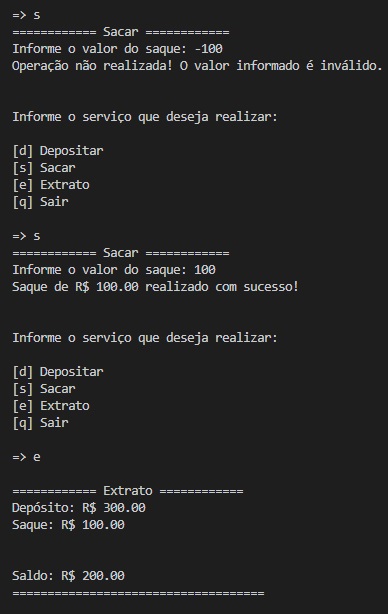 => s
============ Sacar ============
Informe o valor do saque: -100
Operação não realizada! O valor informado é inválido.
Informe o serviço que deseja realizar:
[d] Depositar
[s] Sacar
[e] Extrato
[q] Sair
=> s
============ Sacar ============
Informe o valor do saque: 100
Saque de R$ 100.00 realizado com sucesso!
Informe o serviço que deseja realizar:
[d] Depositar
[s] Sacar
[e] Extrato
[q] Sair
=> e
============ Extrato ============
Depósito: R$ 300.00
Saque: R$ 100.00
Saldo: R$ 200.00
====================================